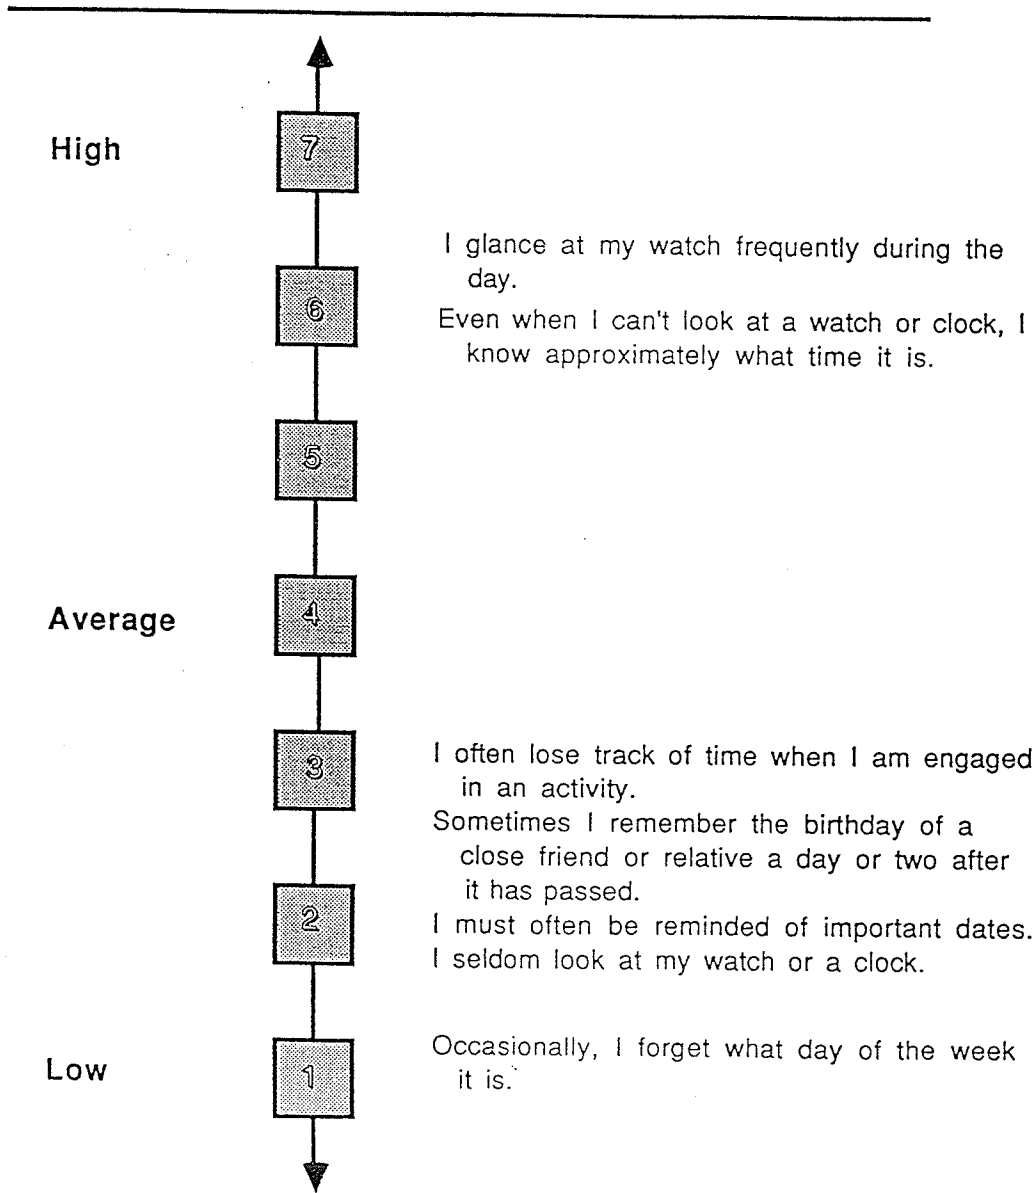 High
7
I glance at my watch frequently during the
day.
6
Even when I can't look at a watch or clock, I
know approximately what time it is.
5
Average
4
3
I often lose track of time when I am engaged
in an activity.
Sometimes I remember the birthday of a
close friend or relative a day or two after
it has passed.
2
I must often be reminded of important dates.
I seldom look at my watch or a clock.
Low
1
Occasionally, I forget what day of the week
it is.